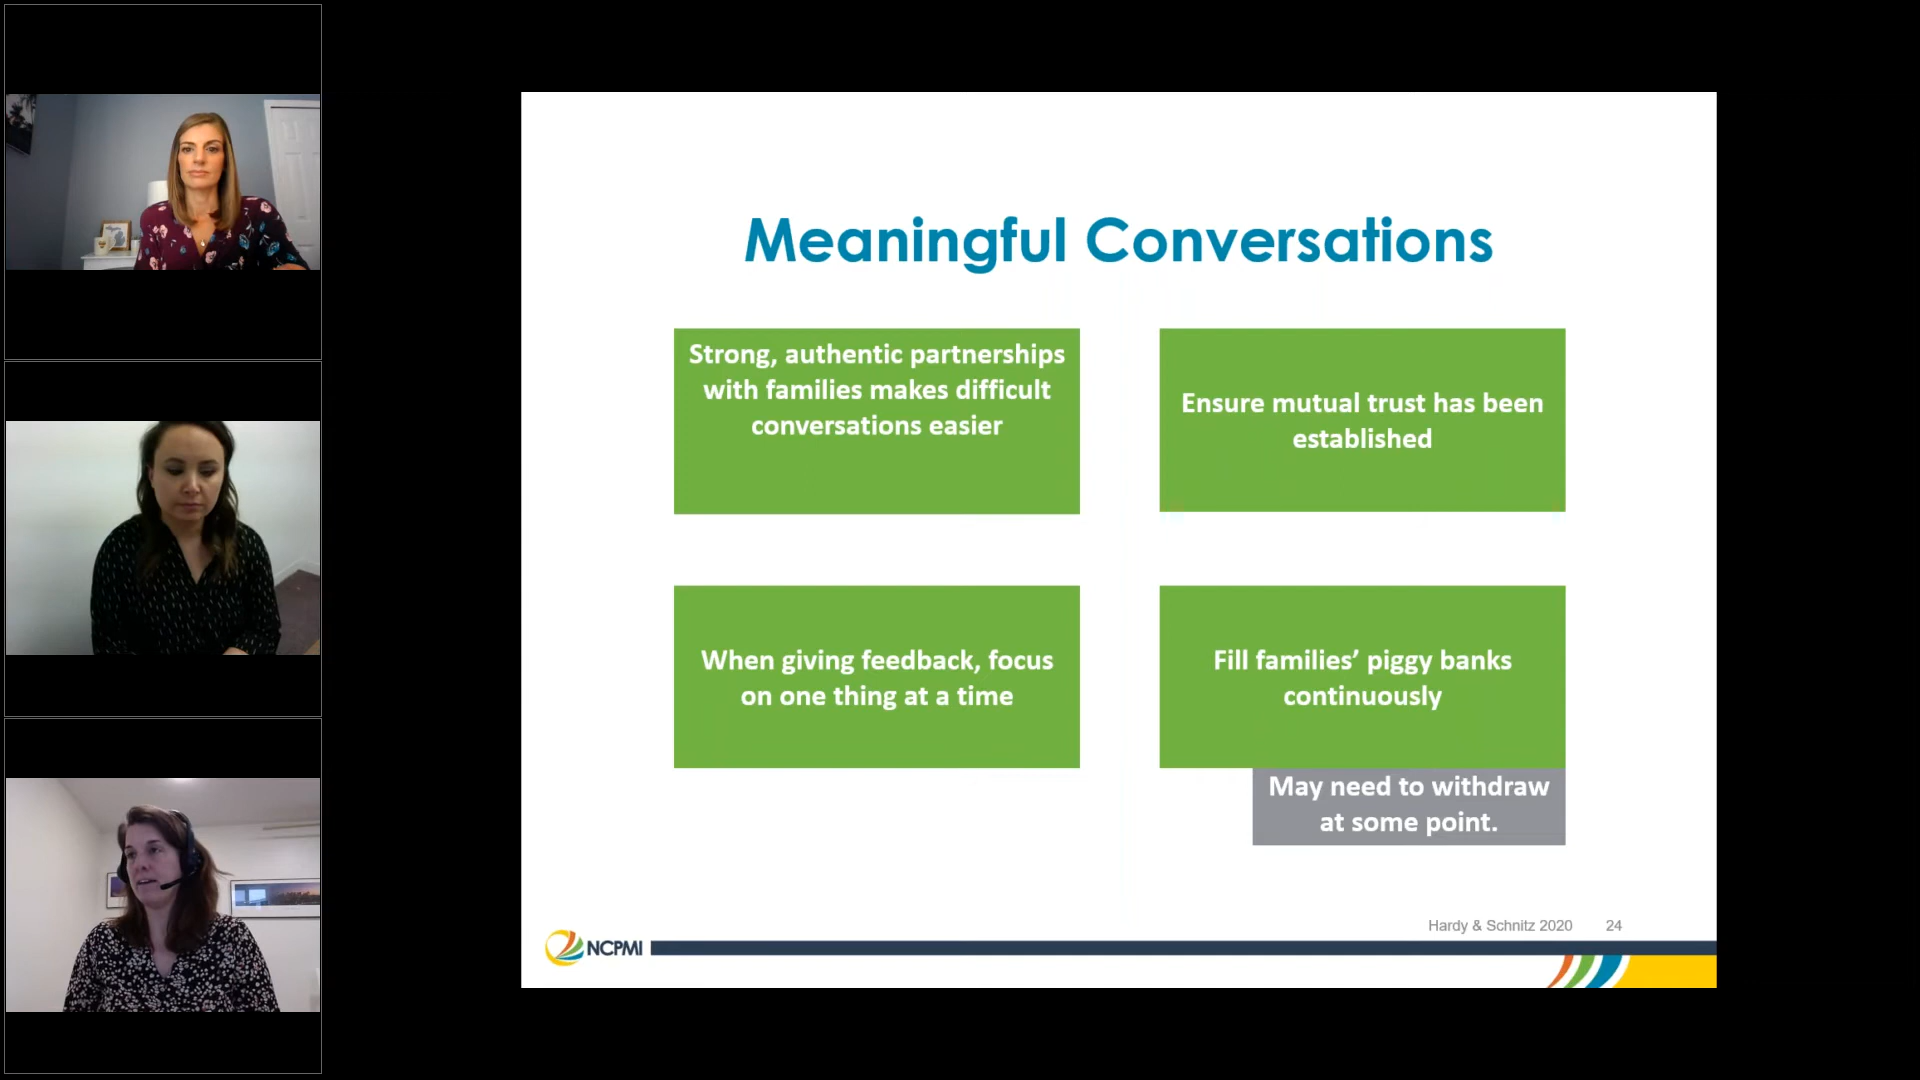 Meaningful Conversations
Strong, authentic partnerships
with families makes difficult
conversations easier
Ensure mutual trust has been
established
When giving feedback, focus
on one thing at a time
Fill families’ piggy banks
continuously
May need to withdraw
at some point.
Hardy & Schnitz 2020 24
NCPMI